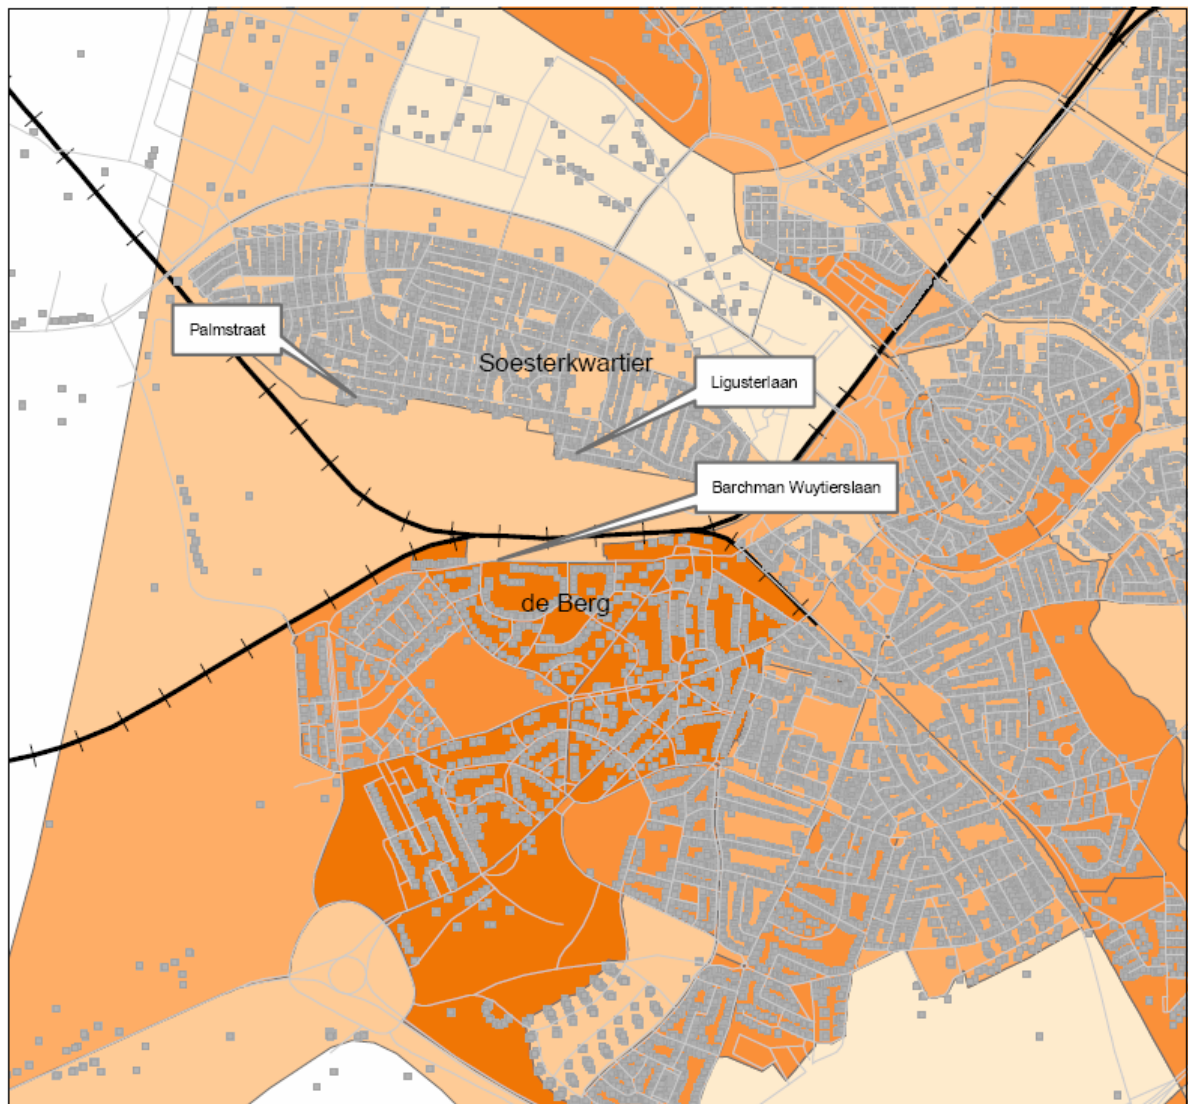 Palmstraat
Soesterkwartier
Ligusterlaan
Barchman Wuytierslaan
de Berg